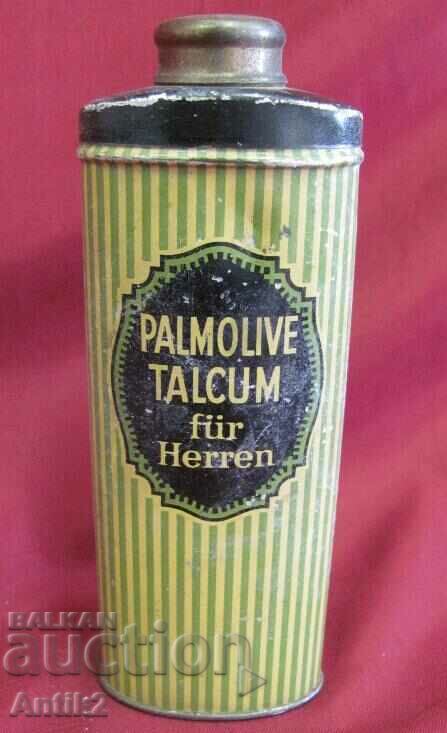 PALMOLIVE
TALCUM
für
Herren
BALKAN
auction
Antik2